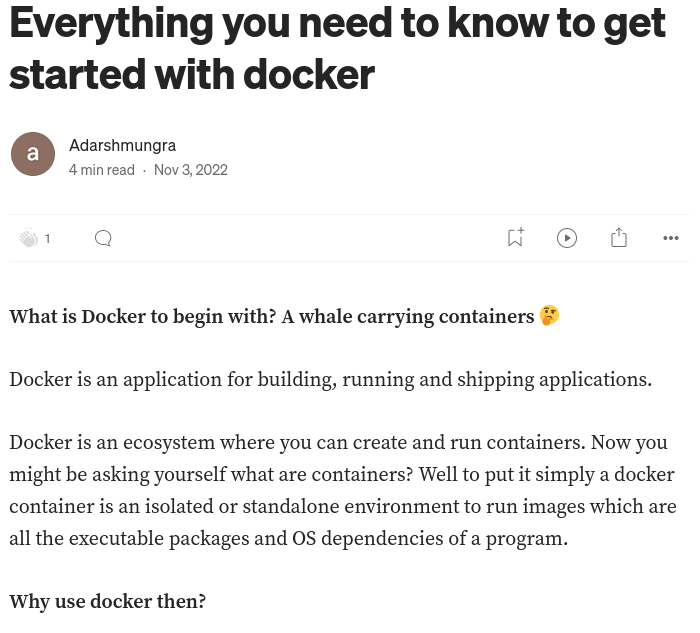 Everything you need to know to get
started with docker
a
Adarshmungra
4 min read · Nov 3, 2022
1
What is Docker to begin with? A whale carrying containers 🤔
Docker is an application for building, running and shipping applications.
Docker is an ecosystem where you can create and run containers. Now you
might be asking yourself what are containers? Well to put it simply a docker
container is an isolated or standalone environment to run images which are
all the executable packages and OS dependencies of a program.
Why use docker then?